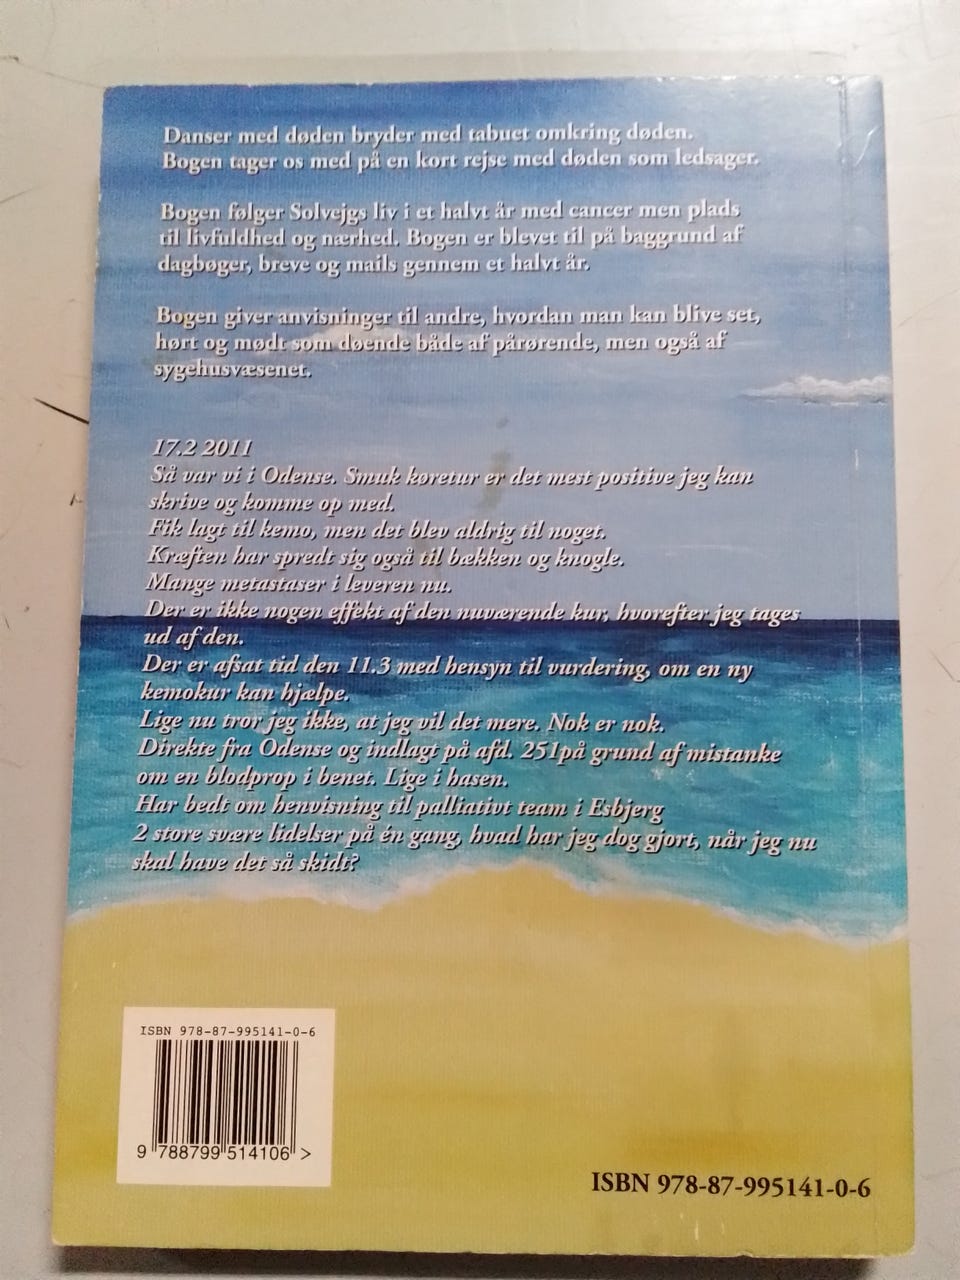 Danser med døden bryder med tabuet omkring døden.
Bogen tager os med på en kort rejse med døden som ledsager.
Bogen følger Solvejgs liv i et halvt år med cancer men plads
til livfuldhed og nærhed. Bogen er blevet til på baggrund af
dagbøger, breve og mails gennem et halvt år.
Bogen giver anvisninger til andre, hvordan man kan blive set,
hørt og mødt som døende både af pårørende, men også af
sygehusvæsenet.
17.2 2011
Så var vi i Odense. Smuk køretur er det mest positive jeg kan
skrive og komme op med.
Fik lagt til kemo, men det blev aldrig til noget.
Kræften har spredt sig også til bækken og knogle.
Mange metastaser i leveren nu.
Der er ikke nogen effekt af den nuværende kur, hvorefter jeg tages
ud af den.
Der er afsat tid den 11.3 med hensyn til vurdering, om en ny
kemokur kan hjælpe.
Lige nu tror jeg ikke, at jeg vil det mere. Nok er nok.
Direkte fra Odense og indlagt på afd. 251på grund af mistanke
om en blodprop i benet. Lige i hasen.
Har bedt om henvisning til palliativt team i Esbjerg
2 store svære lidelser på én gang, hvad har jeg dog gjort, når jeg nu
skal have det så skidt?
ISBN 978-87-995141-0-6
9 788799 514106 >
ISBN 978-87-995141-0-6